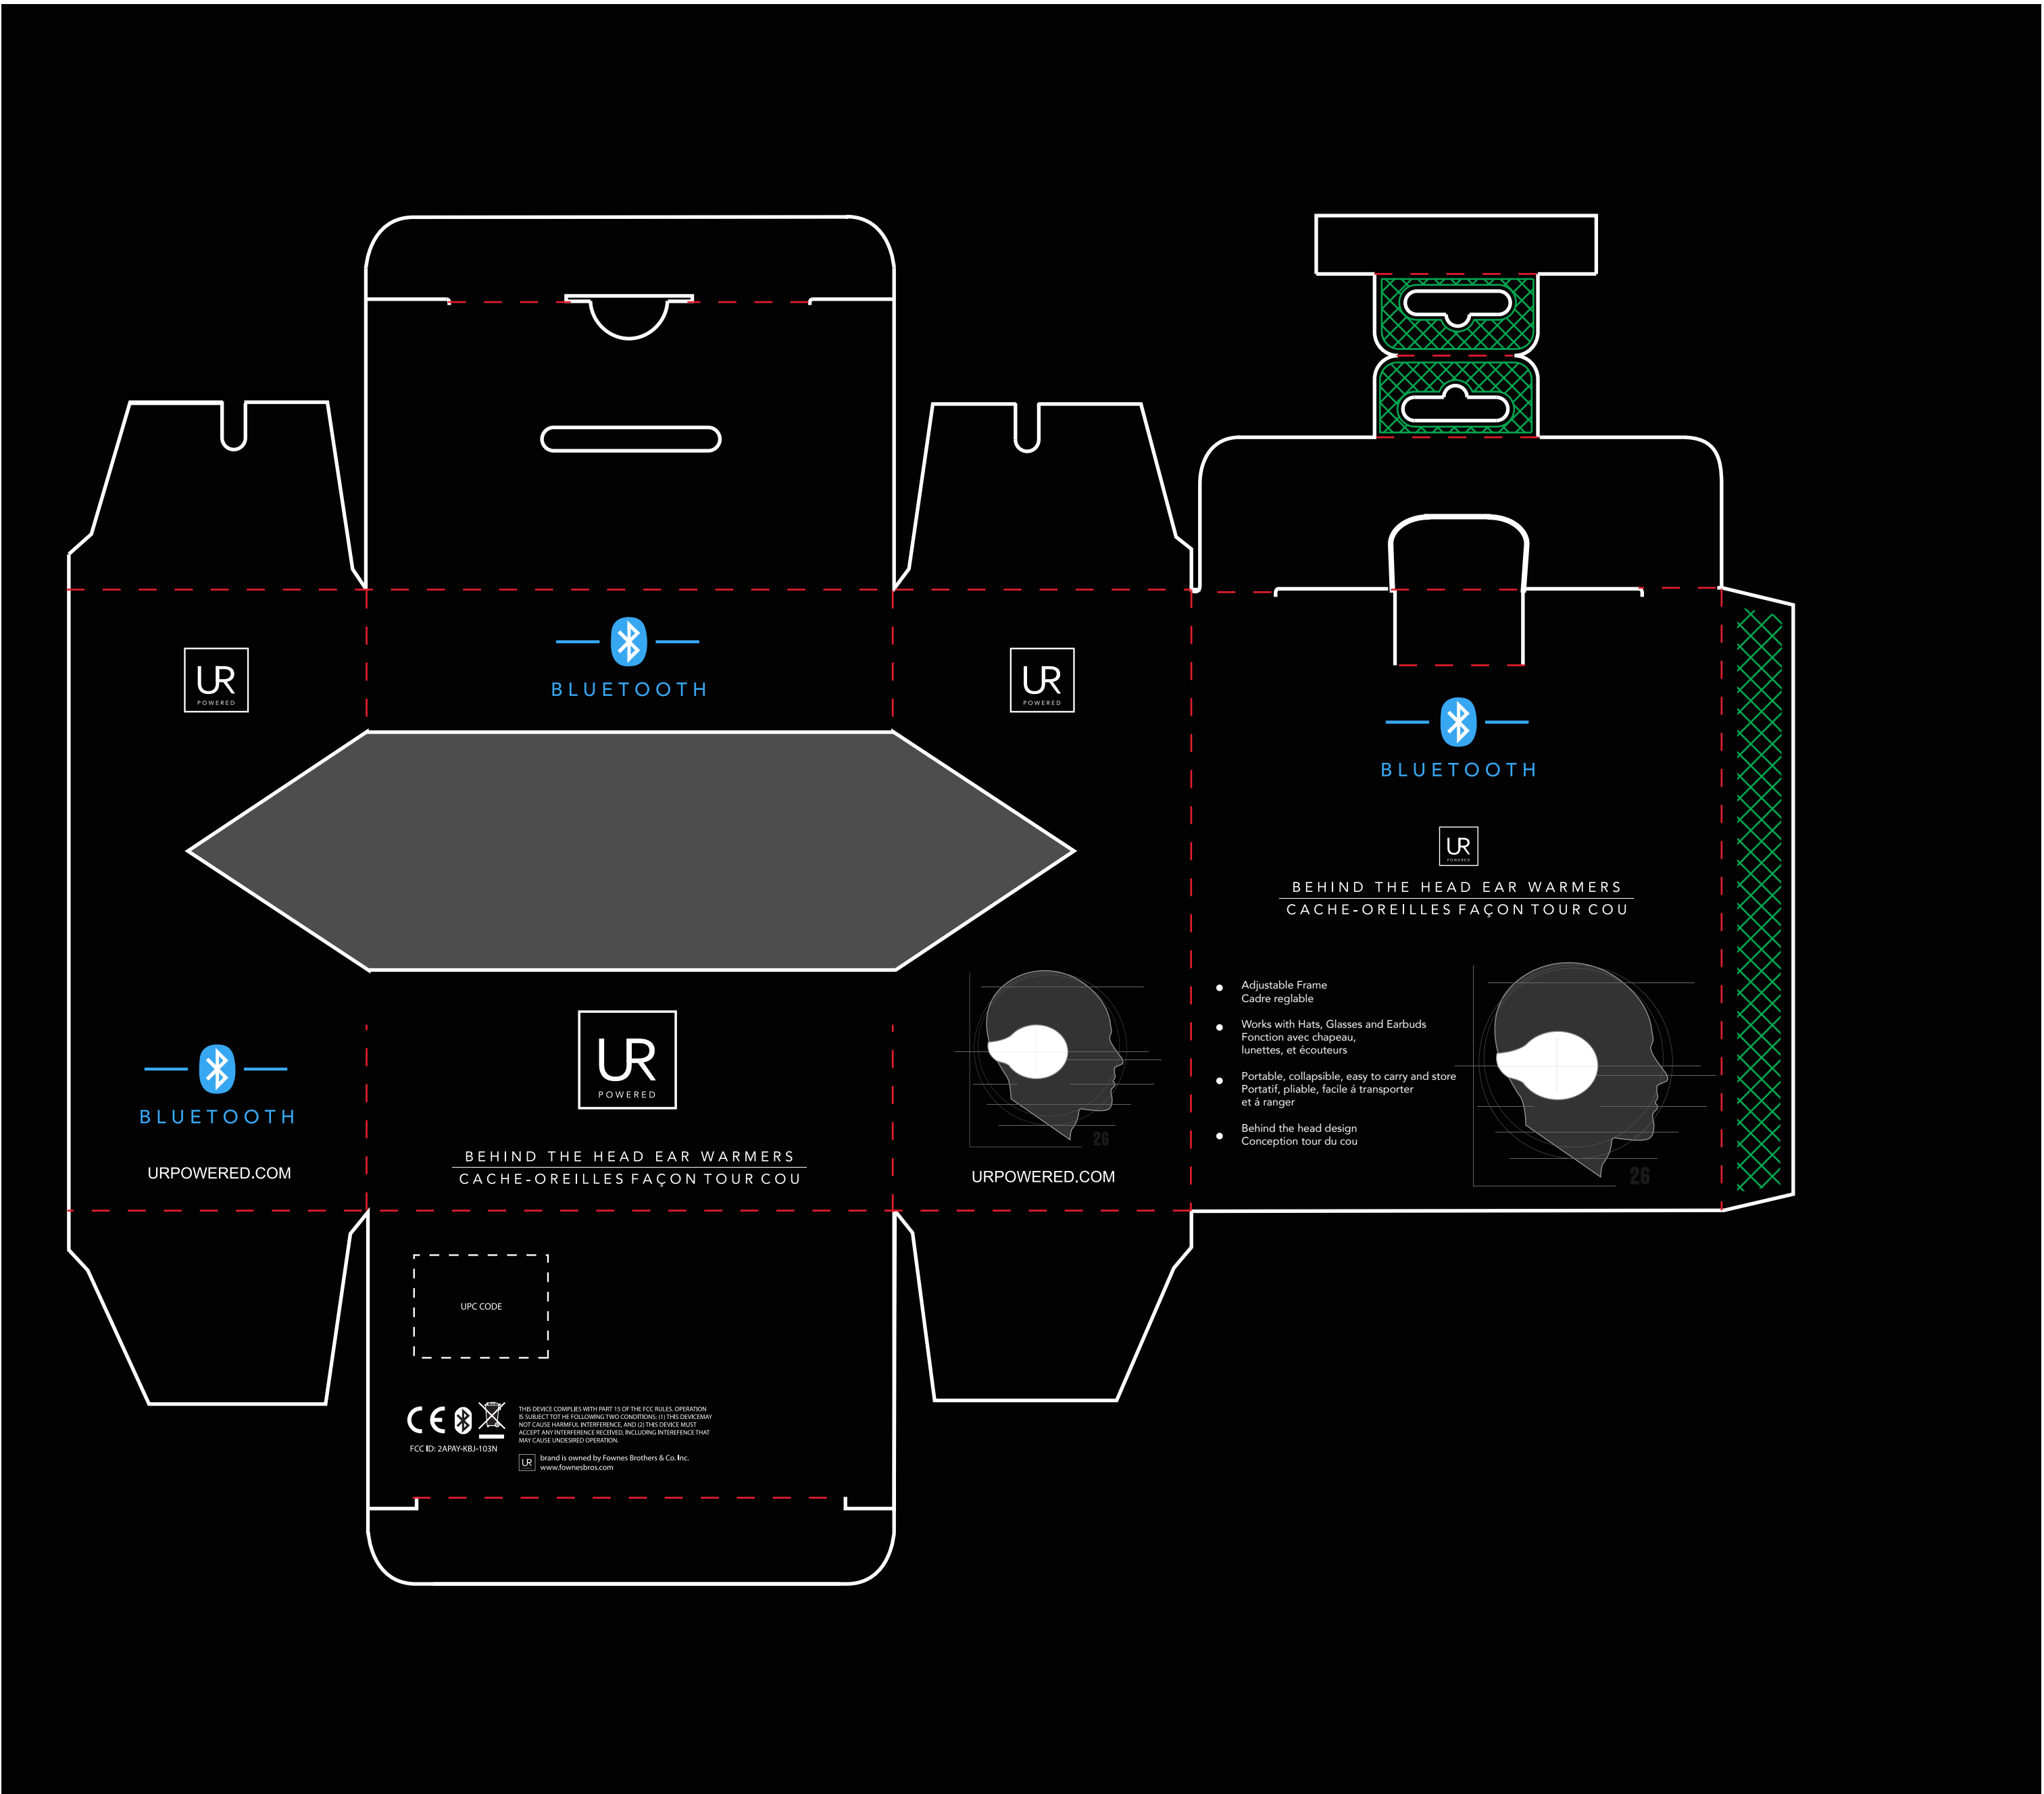 UR
POWERED
BLUETOOTH
UR
POWERED
BLUETOOTH
UR
POWERED
BEHIND THE HEAD EAR WARMERS
CACHE-OREILLES FAÇON TOUR COU
BLUETOOTH
URPOWERED.COM
UR
POWERED
BEHIND THE HEAD EAR WARMERS
CACHE-OREILLES FAÇON TOUR COU
26
URPOWERED.COM
Adjustable Frame
Cadre reglable
Works with Hats, Glasses and Earbuds
Fonction avec chapeau,
lunettes, et écouteurs
Portable, collapsible, easy to carry and store
Portatif, pliable, facile á transporter
et á ranger
Behind the head design
Conception tour du cou
26
UPC CODE
CE
FCC ID: 2APAY-KBJ-103N
THIS DEVICE COMPLIES WITH PART 15 OF THE FCC RULES. OPERATION
IS SUBJECT TOT HE FOLLOWING TWO CONDITIONS: (1) THIS DEVICEMAY
NOT CAUSE HARMFUL INTERFERENCE, AND (2) THIS DEVICE MUST
ACCEPT ANY INTERFERENCE RECEIVED, INCLUDING INTEREFENCE THAT
MAY CAUSE UNDESIRED OPERATION.
UR
brand is owned by Fownes Brothers & Co. Inc.
www.fownesbros.com